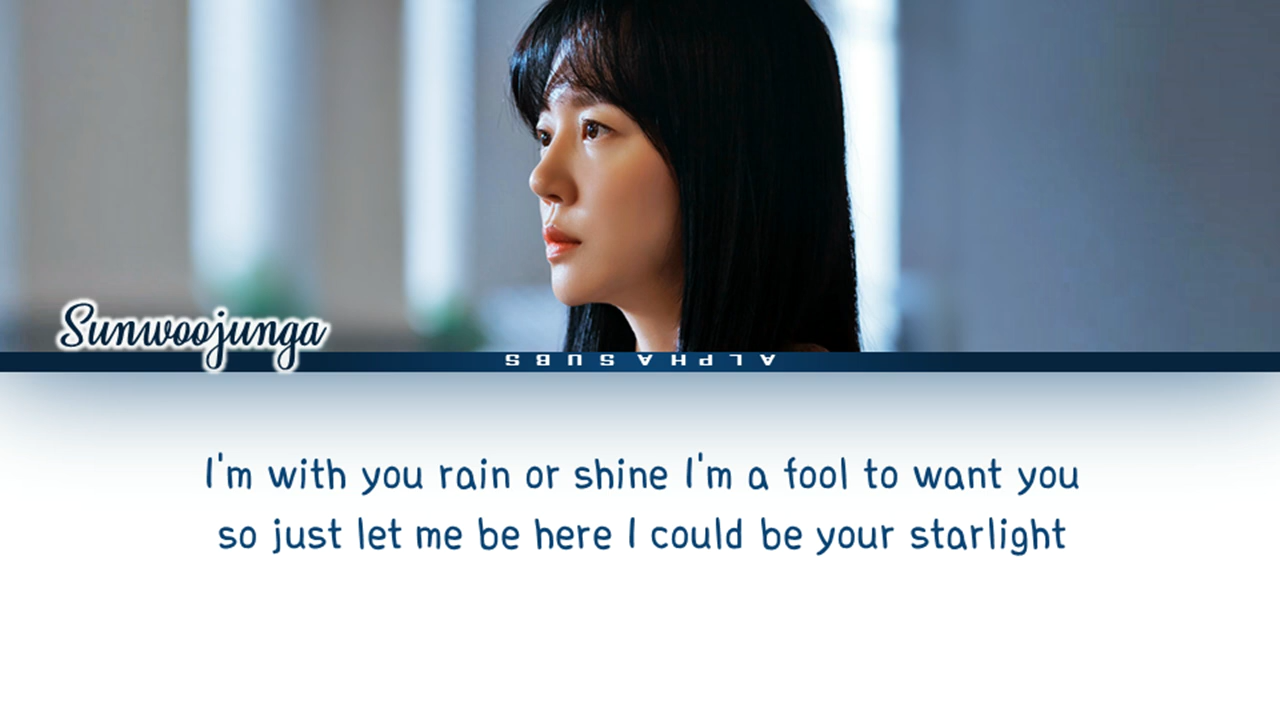 Sunwoojunga
ALPHASUBS
I'm with you rain or shine I'm a fool to want you
so just let me be here I could be your starlight